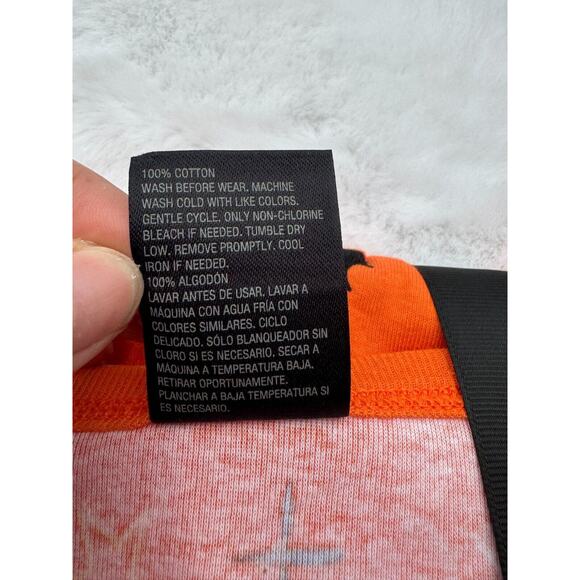 100% COTTON
WASH BEFORE WEAR. MACHINE
WASH COLD WITH LIKE COLORS.
GENTLE CYCLE. ONLY NON-CHLORINE
BLEACH IF NEEDED. TUMBLE DRY
LOW. REMOVE PROMPTLY. COOL
IRON IF NEEDED.
100% ALGODÓN
LAVAR ANTES DE USAR. LAVAR A
MÁQUINA CON AGUA FRÍA CON
COLORES SIMILARES. CICLO
DELICADO. SÓLO BLANQUEADOR SIN
CLORO SI ES NECESARIO. SECAR A
MÁQUINA A TEMPERATURA BAJA.
RETIRAR OPORTUNAMENTE.
PLANCHAR A BAJA TEMPERATURA SI
ES NECESARIO.